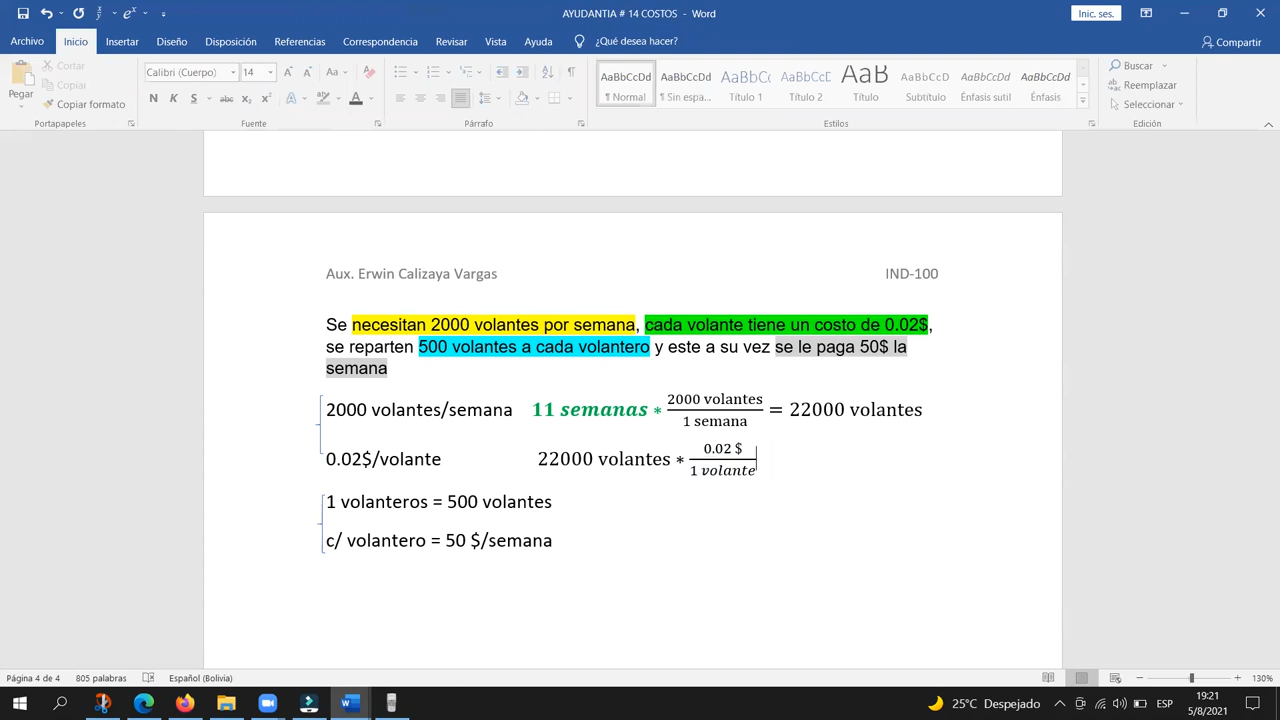 AYUDANTIA # 14 COSTOS - Word
Inic. ses.
Archivo Inicio Insertar Diseño Disposición Referencias Correspondencia Revisar Vista Ayuda ¿Qué desea hacer? Compartir
Pegar
Cortar
Copiar
Copiar formato
Portapapeles
Calibri (Cuerpo) 14
Aa
N K S abc x₂ x² A A
Fuente
Párrafo
AaBbCcDd AaBbCcDd AaBbCc AaBbCcC AaB AaBbCcD AaBbCcDd AaBbCcDd
¶ Normal ¶ Sin espa... Título 1 Título 2 Título Subtítulo Énfasis sutil Énfasis
Estilos
Buscar
Reemplazar
Seleccionar
Edición
Aux. Erwin Calizaya Vargas IND-100
Se necesitan 2000 volantes por semana, cada volante tiene un costo de 0.02$,
se reparten 500 volantes a cada volantero y este a su vez se le paga 50$ la
semana
2000 volantes/semana 11 semanas * 2000 volantes / 1 semana = 22000 volantes
0.02$/volante 22000 volantes * 0.02 $ / 1 volante
1 volanteros = 500 volantes
c/ volantero = 50 $/semana
Página 4 de 4 805 palabras Español (Bolivia) 130%
25°C Despejado ESP 19:21
5/8/2021